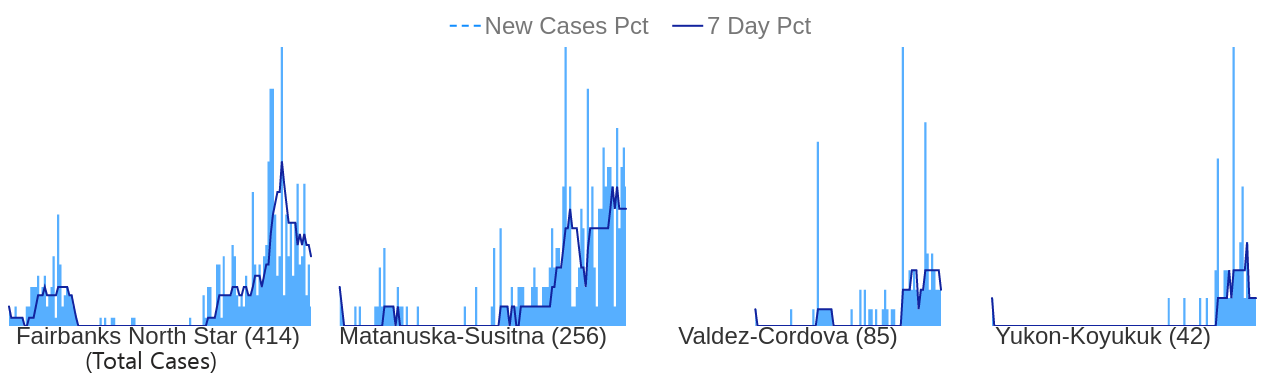 New Cases Pct 7 Day Pct
Fairbanks North Star (414) Matanuska-Susitna (256) Valdez-Cordova (85) Yukon-Koyukuk (42)
(Total Cases)